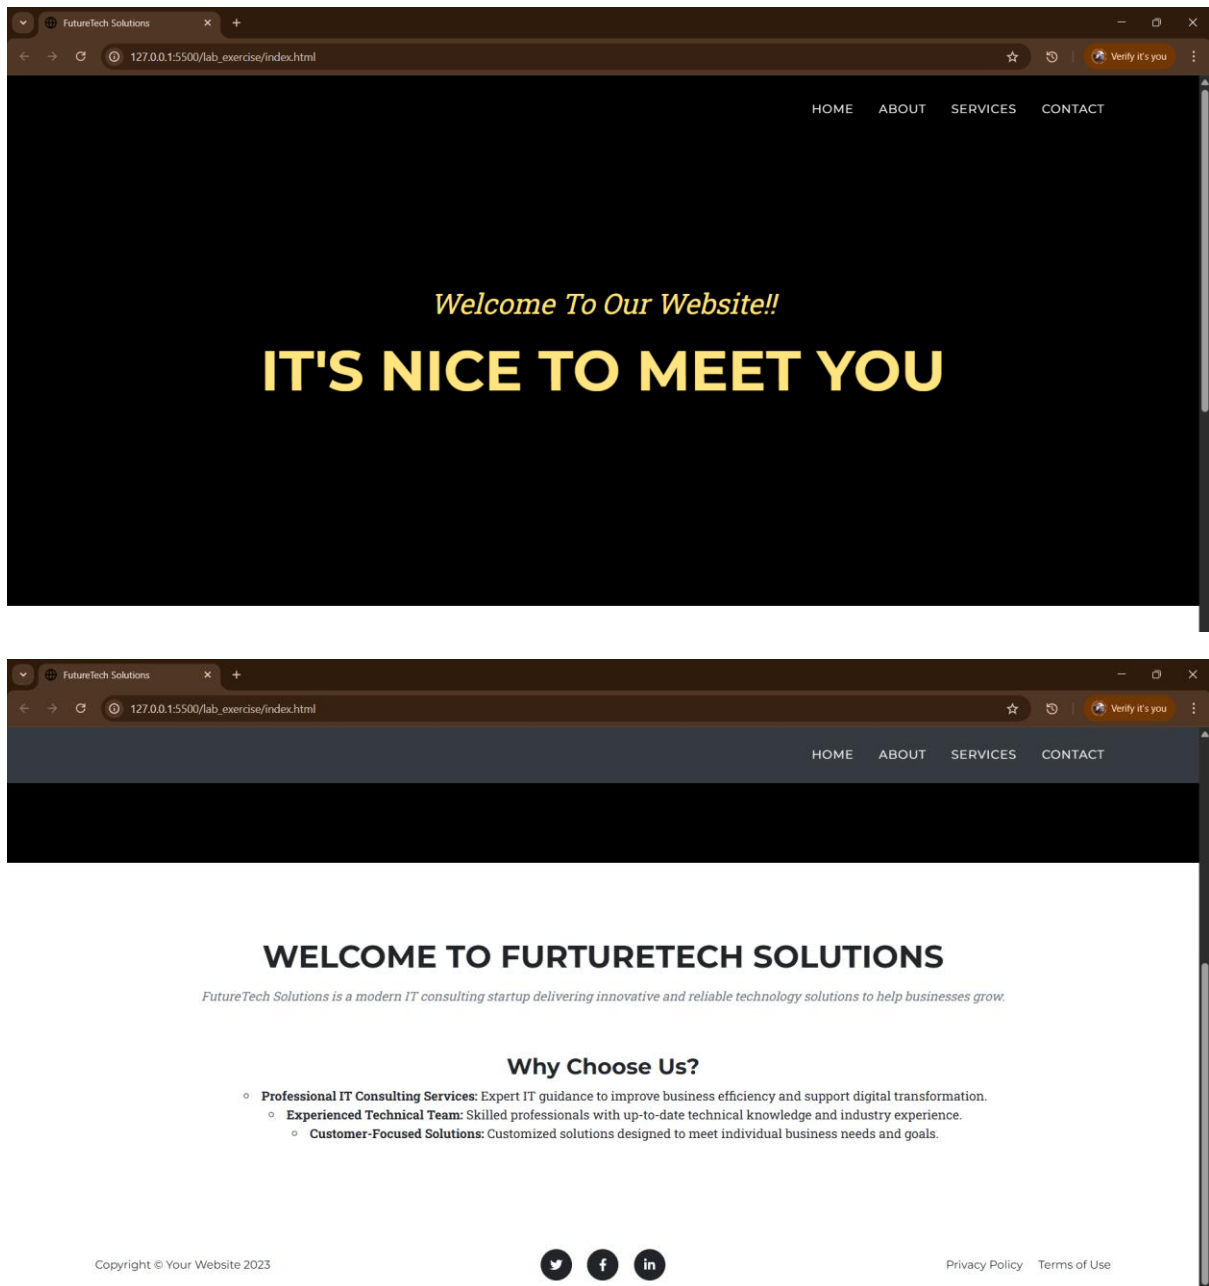 FutureTech Solutions
127.0.0.1:5500/lab_exercise/index.html
Verify it's you
HOME ABOUT SERVICES CONTACT
Welcome To Our Website!!
IT'S NICE TO MEET YOU
FutureTech Solutions
127.0.0.1:5500/lab_exercise/index.html
Verify it's you
HOME ABOUT SERVICES CONTACT
WELCOME TO FURTURETECH SOLUTIONS
FutureTech Solutions is a modern IT consulting startup delivering innovative and reliable technology solutions to help businesses grow.
Why Choose Us?
Professional IT Consulting Services: Expert IT guidance to improve business efficiency and support digital transformation.
Experienced Technical Team: Skilled professionals with up-to-date technical knowledge and industry experience.
Customer-Focused Solutions: Customized solutions designed to meet individual business needs and goals.
Copyright © Your Website 2023
Privacy Policy Terms of Use